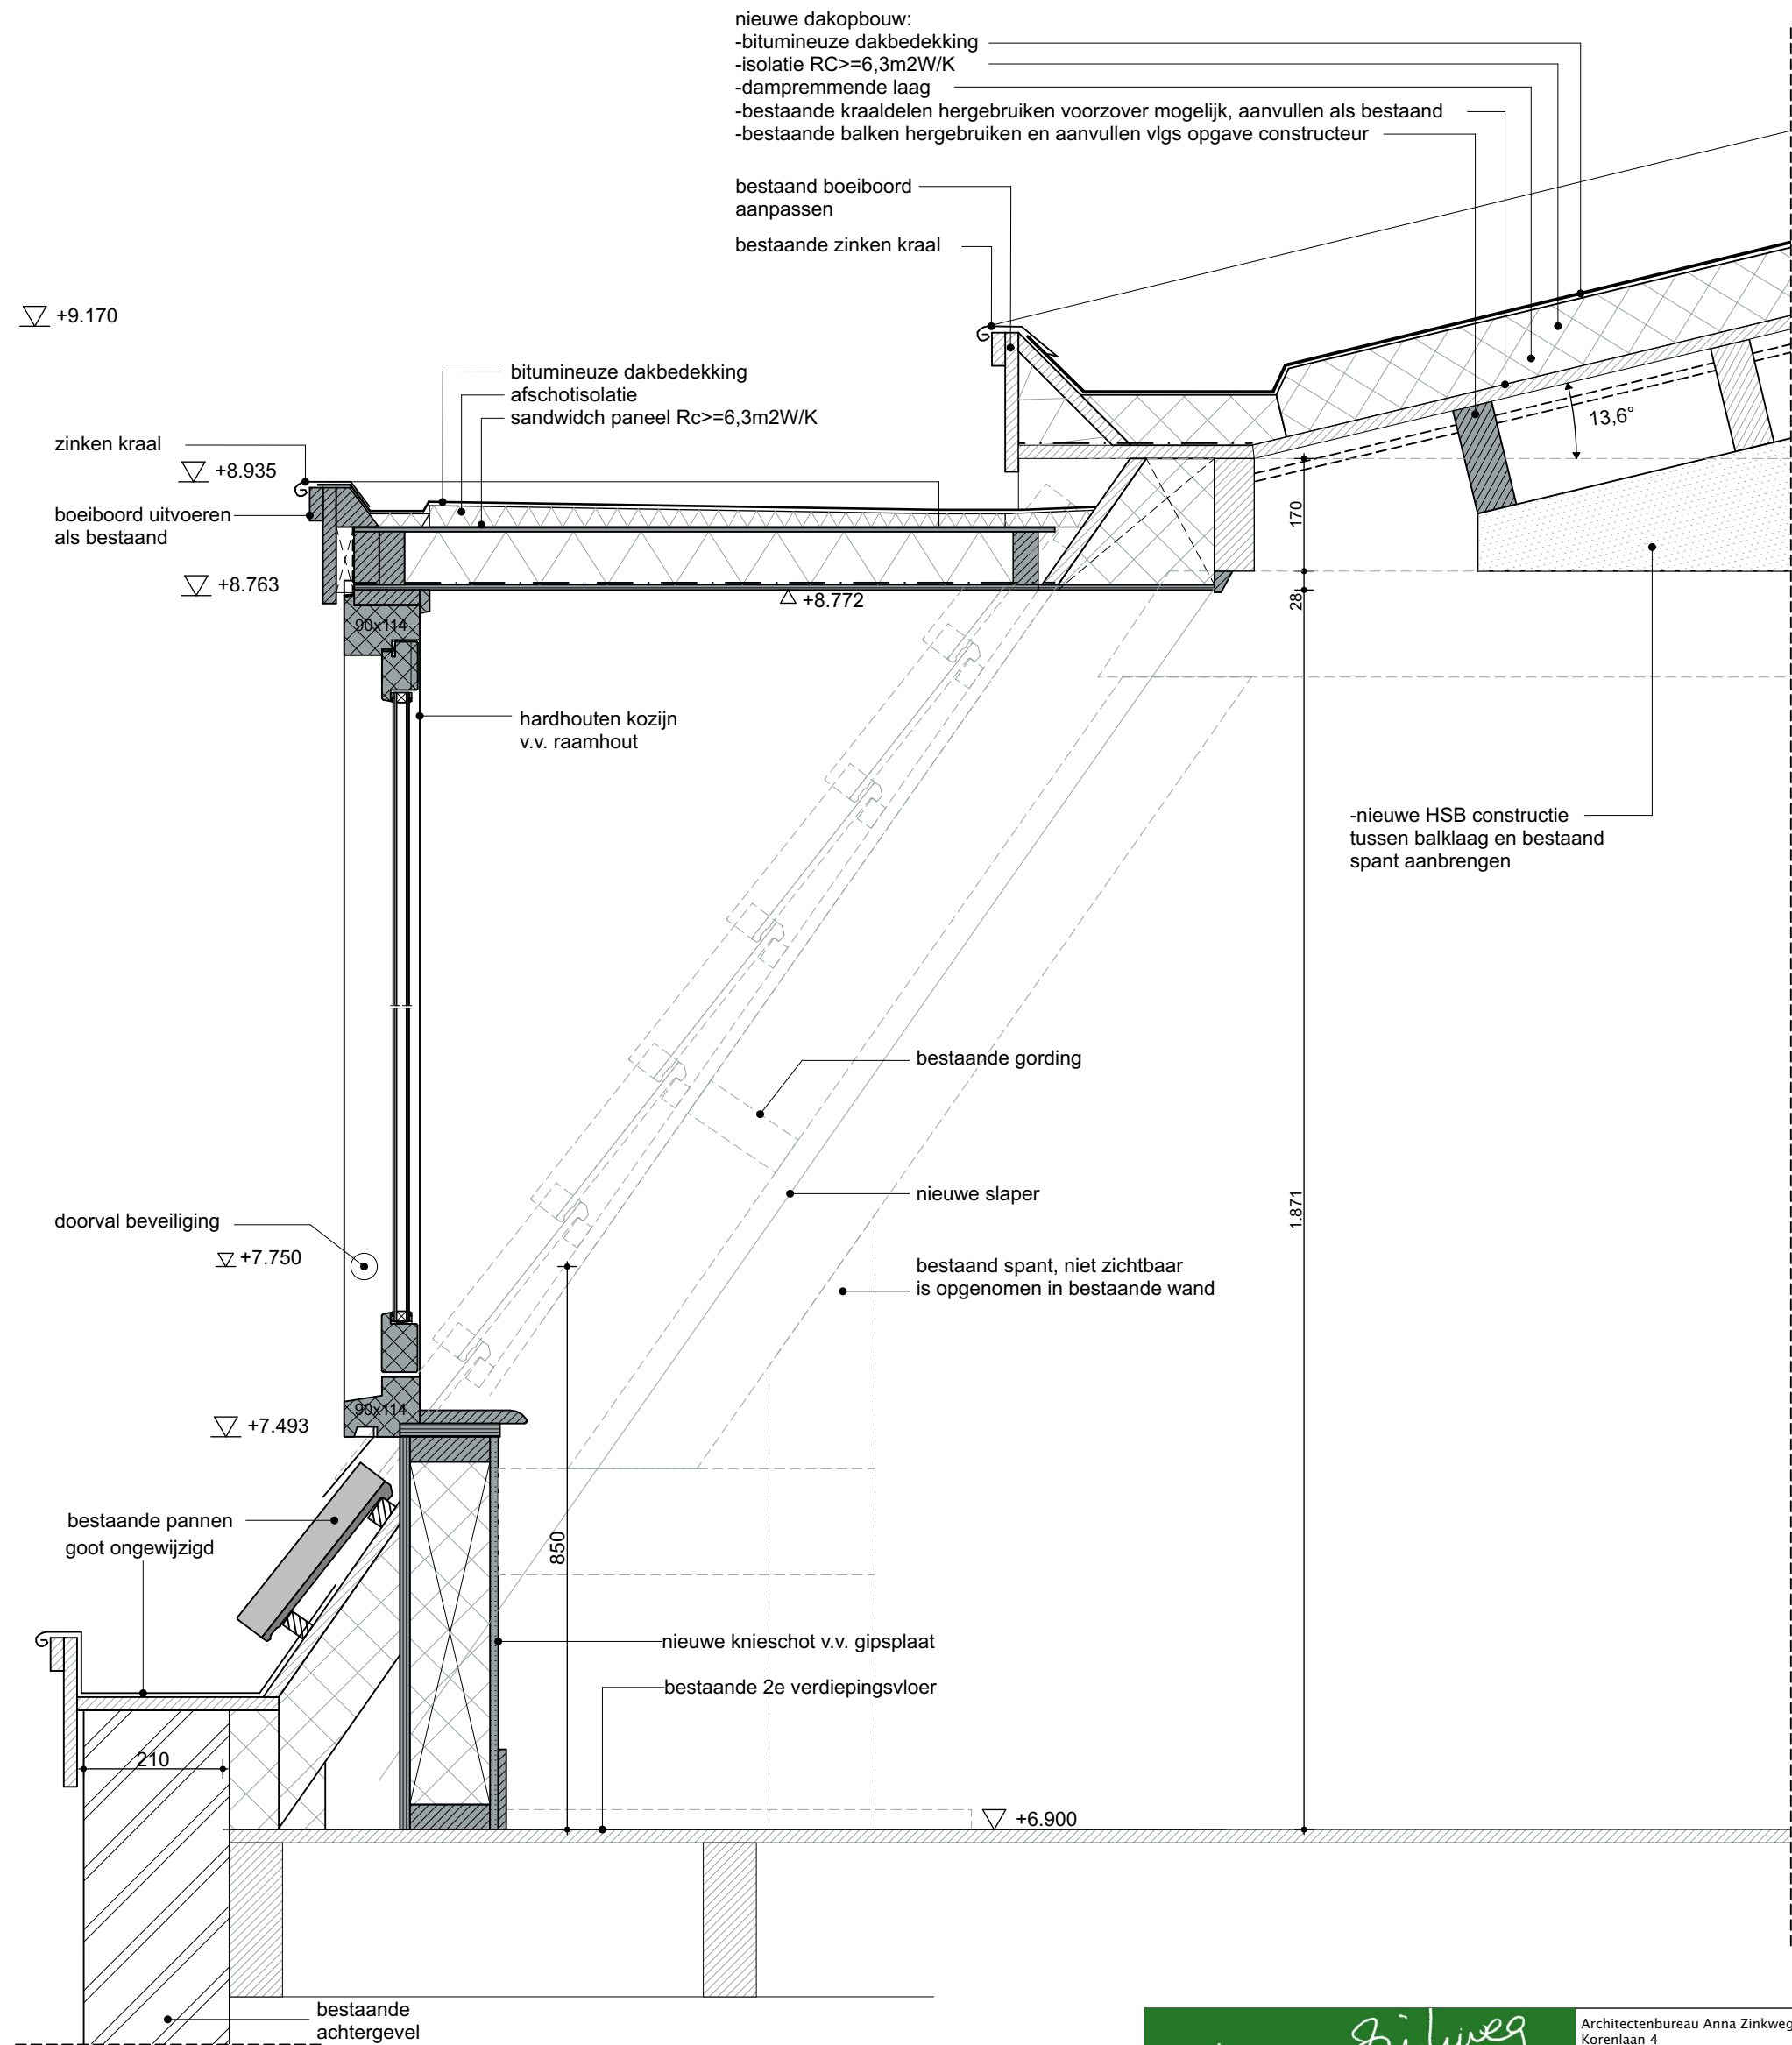 nieuwe dakopbouw:
-bitumineuze dakbedekking
-isolatie RC>=6,3m2W/K
-dampremmende laag
-bestaande kraaldelen hergebruiken voorzover mogelijk, aanvullen als bestaand
-bestaande balken hergebruiken en aanvullen vlgs opgave constructeur
bestaand boeiboord
aanpassen
bestaande zinken kraal
+9.170
bitumineuze dakbedekking
afschotisolatie
sandwidch paneel Rc>=6,3m2W/K
13,6°
zinken kraal
+8.935
boeiboord uitvoeren
als bestaand
170
+8.763
+8.772
28
90x114
hardhouten kozijn
v.v. raamhout
-nieuwe HSB constructie
tussen balklaag en bestaand
spant aanbrengen
bestaande gording
nieuwe slaper
1.871
doorval beveiliging
+7.750
bestaand spant, niet zichtbaar
is opgenomen in bestaande wand
90x114
+7.493
bestaande pannen
goot ongewijzigd
850
nieuwe knieschot v.v. gipsplaat
bestaande 2e verdiepingsvloer
210
+6.900
bestaande
achtergevel
Architectenbureau Anna Zinkweg
Korenlaan 4